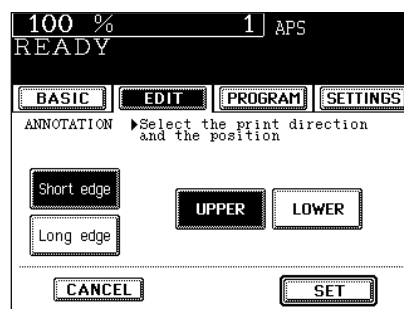 100 % 1 APS
READY
BASIC EDIT PROGRAM SETTINGS
ANNOTATION ▶Select the print direction
and the position
Short edge
UPPER LOWER
Long edge
CANCEL SET